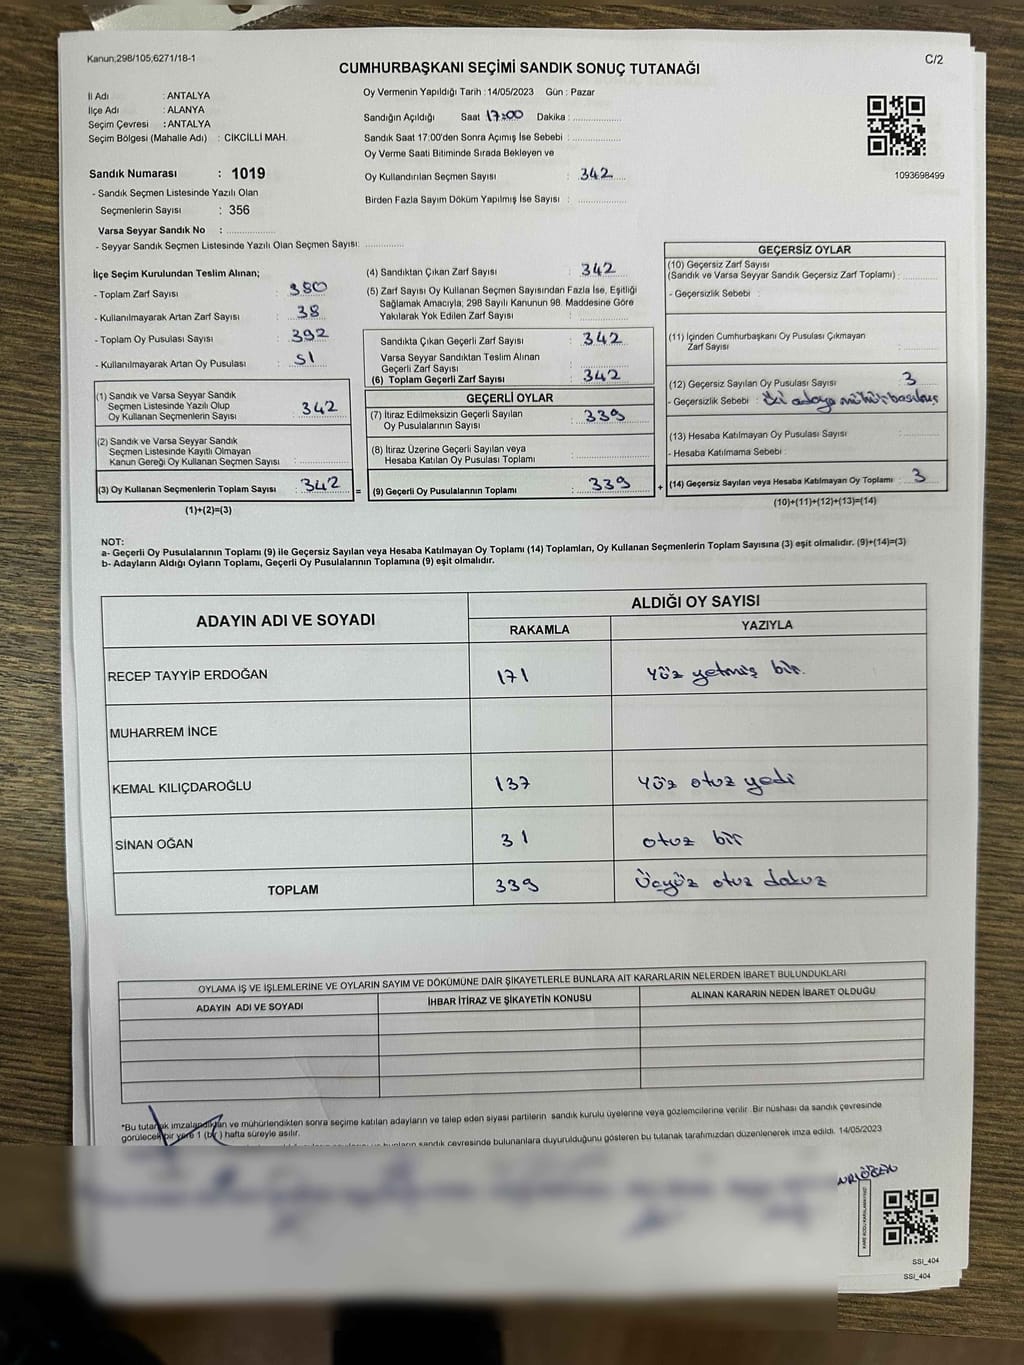 Kanun;298/105,6271/18-1
C/2
CUMHURBAŞKANI SEÇİMİ SANDIK SONUÇ TUTANAĞI
İl Adı : ANTALYA
İlçe Adı : ALANYA
Seçim Çevresi : ANTALYA
Seçim Bölgesi (Mahalle Adı) : CİKCİLLİ MAH.
Oy Vermenin Yapıldığı Tarih :14/05/2023 Gün : Pazar
Sandığın Açıldığı Saat 17:00 Dakika :
Sandık Saat 17:00'den Sonra Açımış İse Sebebi :
Oy Verme Saati Bitiminde Sırada Bekleyen ve
Oy Kullandırılan Seçmen Sayısı : 342
Birden Fazla Sayım Döküm Yapılmış İse Sayısı :
1093698499
Sandık Numarası : 1019
- Sandık Seçmen Listesinde Yazılı Olan
Seçmenlerin Sayısı : 356
Varsa Seyyar Sandık No :
- Seyyar Sandık Seçmen Listesinde Yazılı Olan Seçmen Sayısı:
İlçe Seçim Kurulundan Teslim Alınan;
- Toplam Zarf Sayısı : 380
- Kullanılmayarak Artan Zarf Sayısı : 38
- Toplam Oy Pusulası Sayısı : 392
- Kullanılmayarak Artan Oy Pusulası : 51
(1) Sandık ve Varsa Seyyar Sandık
Seçmen Listesinde Yazılı Olup
Oy Kullanan Seçmenlerin Sayısı : 342
(2) Sandık ve Varsa Seyyar Sandık
Seçmen Listesinde Kayıtlı Olmayan
Kanun Gereği Oy Kullanan Seçmen Sayısı :
(3) Oy Kullanan Seçmenlerin Toplam Sayısı : 342 =
(1)+(2)=(3)
(4) Sandıktan Çıkan Zarf Sayısı : 342
(5) Zarf Sayısı Oy Kullanan Seçmen Sayısından Fazla İse, Eşitliği
Sağlamak Amacıyla; 298 Sayılı Kanunun 98. Maddesine Göre
Yakılarak Yok Edilen Zarf Sayısı :
Sandıkta Çıkan Geçerli Zarf Sayısı : 342
Varsa Seyyar Sandıktan Teslim Alınan
Geçerli Zarf Sayısı :
(6) Toplam Geçerli Zarf Sayısı : 342
GEÇERLİ OYLAR
(7) İtiraz Edilmeksizin Geçerli Sayılan
Oy Pusulalarının Sayısı : 339
(8) İtiraz Üzerine Geçerli Sayılan veya
Hesaba Katılan Oy Pusulası Toplamı :
(9) Geçerli Oy Pusulalarının Toplamı : 339 +
GEÇERSİZ OYLAR
(10) Geçersiz Zarf Sayısı
(Sandık ve Varsa Seyyar Sandık Geçersiz Zarf Toplamı) :
- Geçersizlik Sebebi :
(11) İçinden Cumhurbaşkanı Oy Pusulası Çıkmayan
Zarf Sayısı :
(12) Geçersiz Sayılan Oy Pusulası Sayısı : 3
- Geçersizlik Sebebi : iki adaya mühür basılmış
(13) Hesaba Katılmayan Oy Pusulası Sayısı :
- Hesaba Katılmama Sebebi :
(14) Geçersiz Sayılan veya Hesaba Katılmayan Oy Toplamı : 3
(10)+(11)+(12)+(13)=(14)
NOT:
a- Geçerli Oy Pusulalarının Toplamı (9) ile Geçersiz Sayılan veya Hesaba Katılmayan Oy Toplamı (14) Toplamları, Oy Kullanan Seçmenlerin Toplam Sayısına (3) eşit olmalıdır. (9)+(14)=(3)
b- Adayların Aldığı Oyların Toplamı, Geçerli Oy Pusulalarının Toplamına (9) eşit olmalıdır.
ADAYIN ADI VE SOYADI
ALDIĞI OY SAYISI
RAKAMLA YAZIYLA
RECEP TAYYİP ERDOĞAN 171 Yüz yetmiş bir.
MUHARREM İNCE
KEMAL KILIÇDAROĞLU 137 Yüz otuz yedi
SİNAN OĞAN 31 otuz bir
TOPLAM 339 Üçyüz otuz dokuz
OYLAMA İŞ VE İŞLEMLERİNE VE OYLARIN SAYIM VE DÖKÜMÜNE DAİR ŞİKAYETLERLE BUNLARA AİT KARARLARIN NELERDEN İBARET BULUNDUKLARI
ADAYIN ADI VE SOYADI İHBAR İTİRAZ VE ŞİKAYETİN KONUSU ALINAN KARARIN NEDEN İBARET OLDUĞU
*Bu tutanak imzalandıktan ve mühürlendikten sonra seçime katılan adayların ve talep eden siyasi partilerin sandık kurulu üyelerine veya gözlemcilerine verilir. Bir nüshası da sandık çevresinde
görülecek bir yere 1 (bir) hafta süreyle asılır.
sandık çevresinde bulunanlara duyurulduğunu gösteren bu tutanak tarafımızdan düzenlenerek imza edildi. 14/05/2023
SSI_404
SSI_404